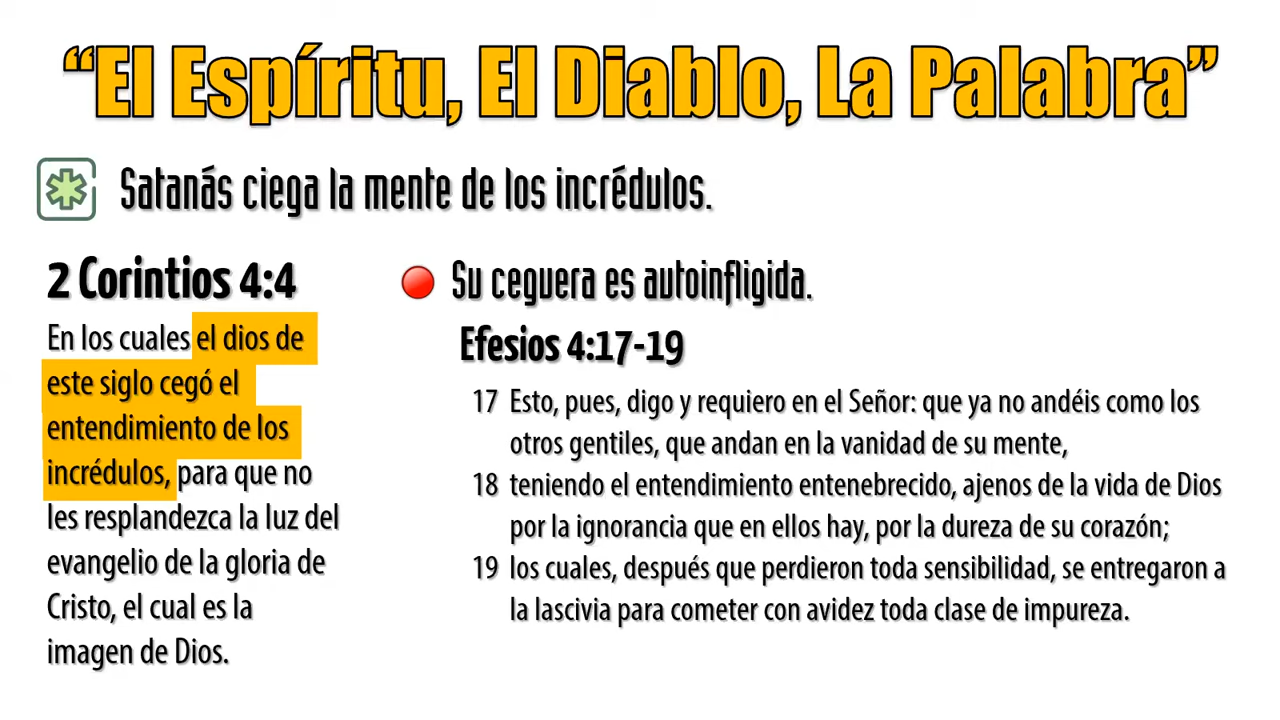 “El Espíritu, El Diablo, La Palabra”
Satanás ciega la mente de los incrédulos.
2 Corintios 4:4
En los cuales el dios de
este siglo cegó el
entendimiento de los
incrédulos, para que no
les resplandezca la luz del
evangelio de la gloria de
Cristo, el cual es la
imagen de Dios.
Su ceguera es autoinfligida.
Efesios 4:17-19
17 Esto, pues, digo y requiero en el Señor: que ya no andéis como los
otros gentiles, que andan en la vanidad de su mente,
18 teniendo el entendimiento entenebrecido, ajenos de la vida de Dios
por la ignorancia que en ellos hay, por la dureza de su corazón;
19 los cuales, después que perdieron toda sensibilidad, se entregaron a
la lascivia para cometer con avidez toda clase de impureza.